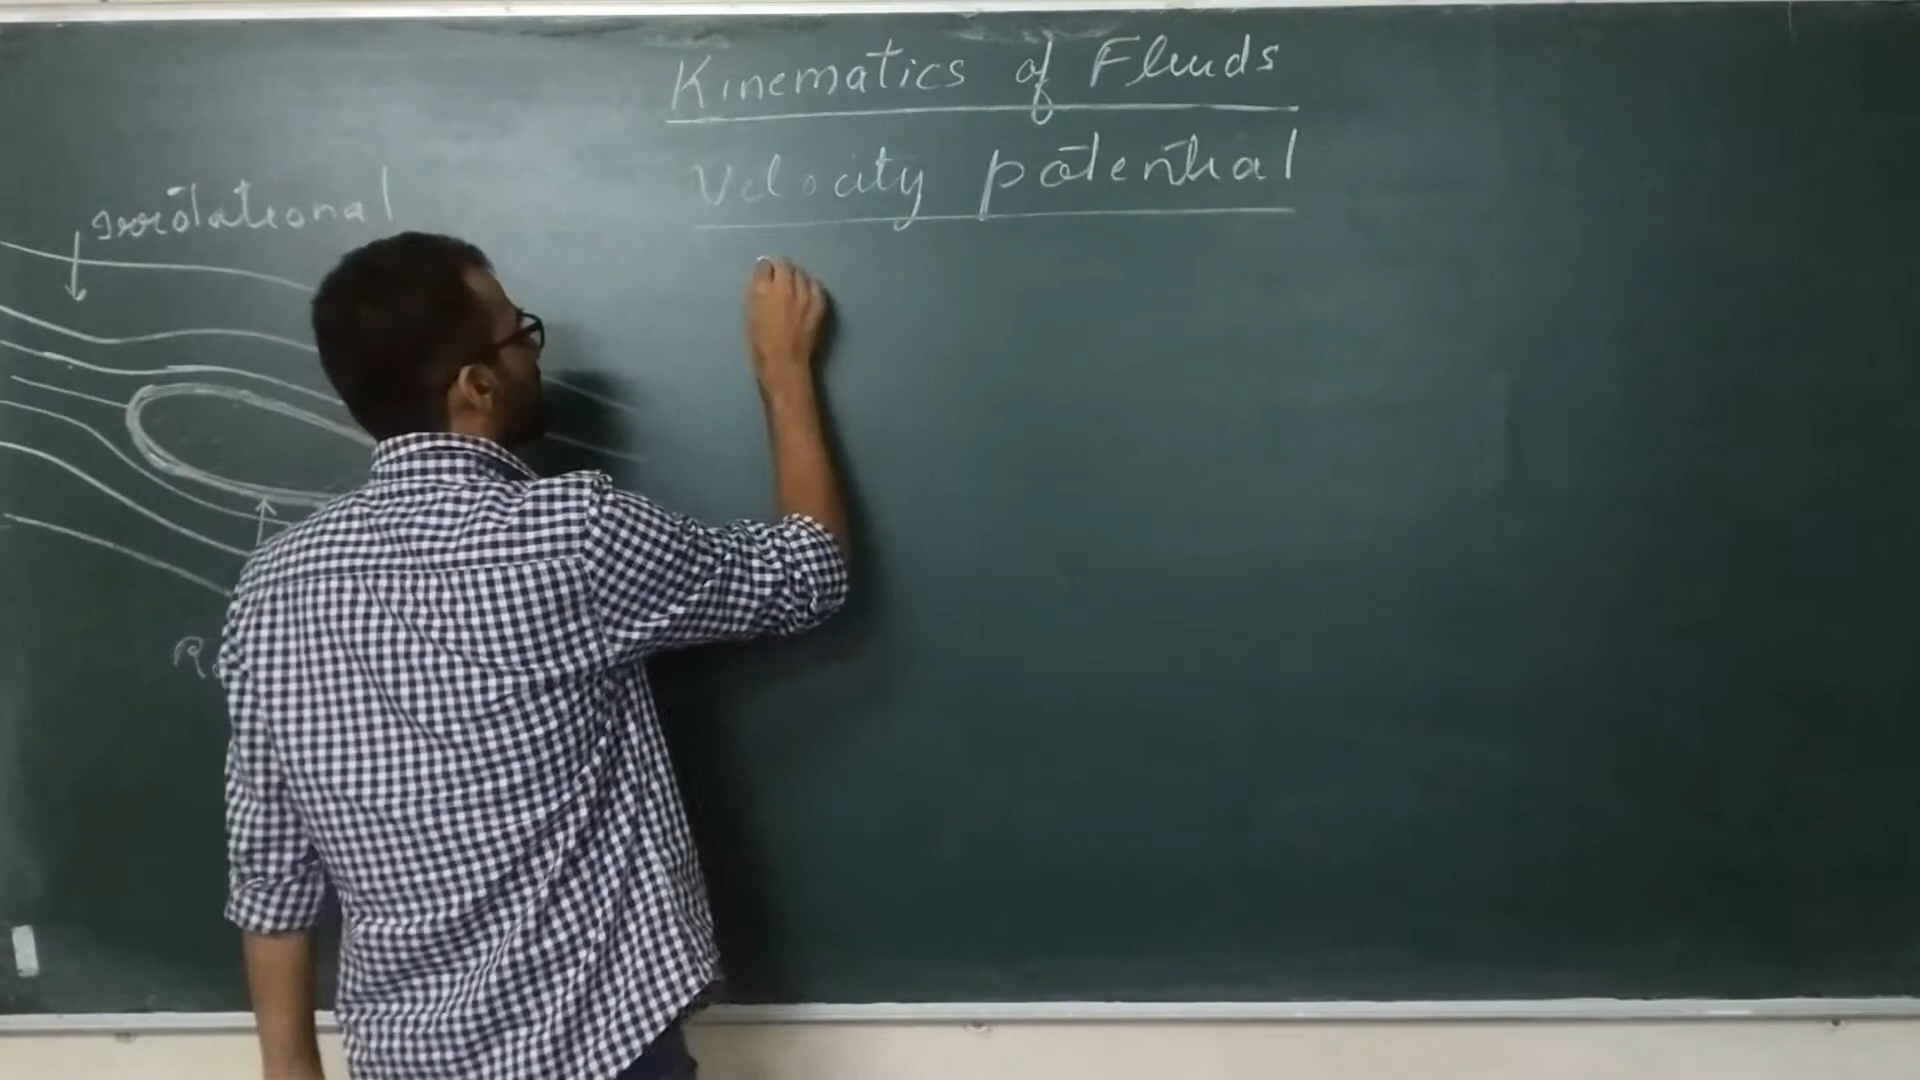 Kinematics of Fluids
Velocity potential
Irrotational